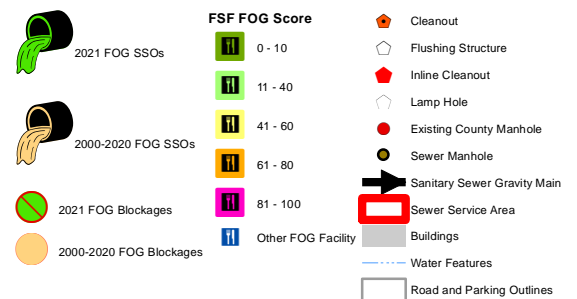 2021 FOG SSOs
2000-2020 FOG SSOs
2021 FOG Blockages
2000-2020 FOG Blockages
FSF FOG Score
0 - 10
11 - 40
41 - 60
61 - 80
81 - 100
Other FOG Facility
Cleanout
Flushing Structure
Inline Cleanout
Lamp Hole
Existing County Manhole
Sewer Manhole
Sanitary Sewer Gravity Main
Sewer Service Area
Buildings
Water Features
Road and Parking Outlines